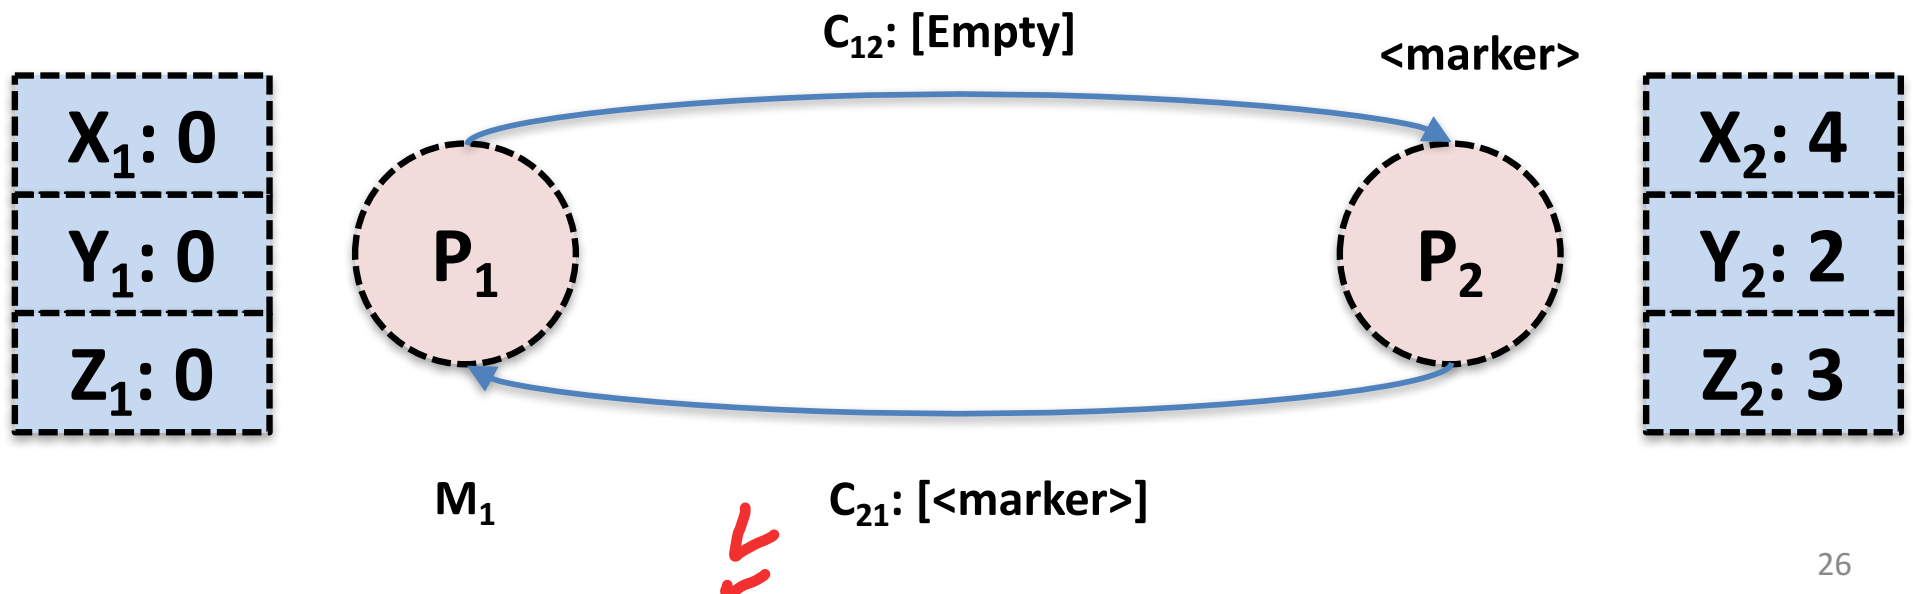 C₁₂: [Empty]
<marker>
X₁: 0
Y₁: 0
Z₁: 0
P₁
P₂
X₂: 4
Y₂: 2
Z₂: 3
M₁
C₂₁: [<marker>]
26